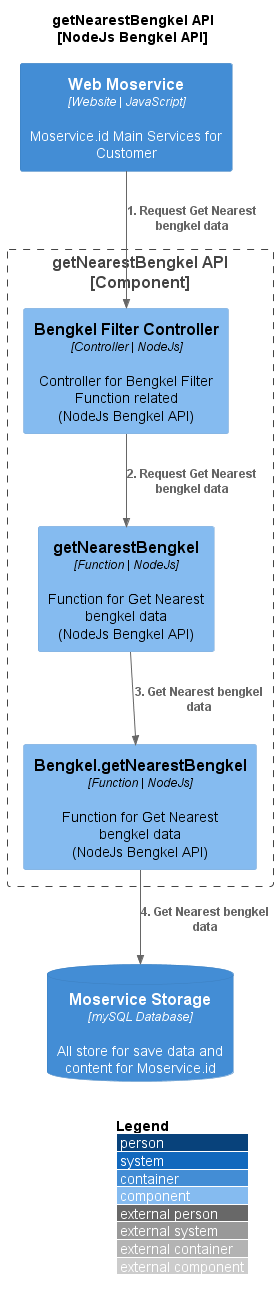 getNearestBengkel API
[NodeJs Bengkel API]
Web Moservice
[Website | JavaScript]
Moservice.id Main Services for
Customer
1. Request Get Nearest
bengkel data
getNearestBengkel API
[Component]
Bengkel Filter Controller
[Controller | NodeJs]
Controller for Bengkel Filter
Function related
(NodeJs Bengkel API)
2. Request Get Nearest
bengkel data
getNearestBengkel
[Function | NodeJs]
Function for Get Nearest
bengkel data
(NodeJs Bengkel API)
3. Get Nearest bengkel
data
Bengkel.getNearestBengkel
[Function | NodeJs]
Function for Get Nearest
bengkel data
(NodeJs Bengkel API)
4. Get Nearest bengkel
data
Moservice Storage
[mySQL Database]
All store for save data and
content for Moservice.id
Legend
person
system
container
component
external person
external system
external container
external component